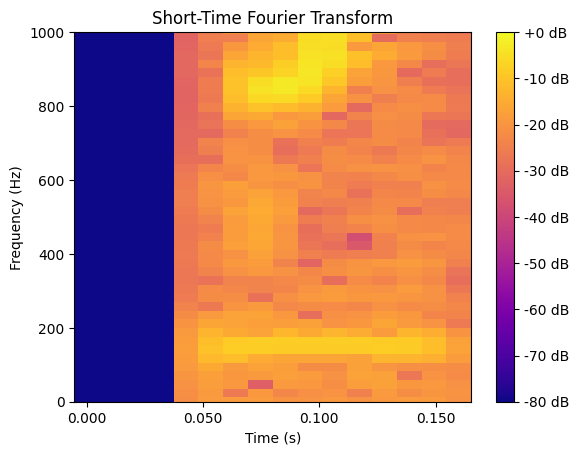 Short-Time Fourier Transform
Frequency (Hz)
1000
800
600
400
200
0
0.000
0.050
0.100
0.150
Time (s)
+0 dB
-10 dB
-20 dB
-30 dB
-40 dB
-50 dB
-60 dB
-70 dB
-80 dB